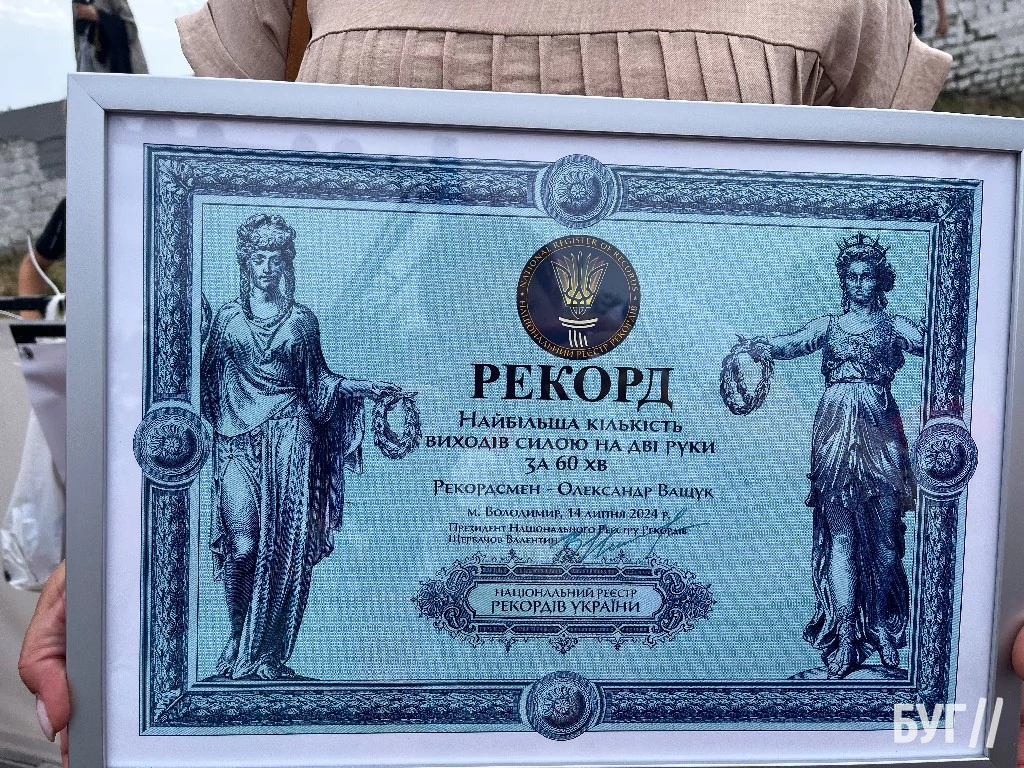 NATIONAL REGISTER OF RECORDS
НАЦІОНАЛЬНИЙ РЕЄСТР РЕКОРДІВ
РЕКОРД
НАЙБІЛЬША КІЛЬКІСТЬ
ВИХОДІВ СИЛОЮ НА ДВІ РУКИ
ЗА 60 ХВ
РЕКОРДСМЕН - ОЛЕКСАНДР ВАЩУК
м. ВОЛОДИМИР, 14 ЛИПНЯ 2024 р.
ПРЕЗИДЕНТ НАЦІОНАЛЬНОГО РЕЄСТРУ РЕКОРДІВ
ЩЕРБАЧОВ ВАЛЕНТИН
НАЦІОНАЛЬНИЙ РЕЄСТР
РЕКОРДІВ УКРАЇНИ
БУГ//